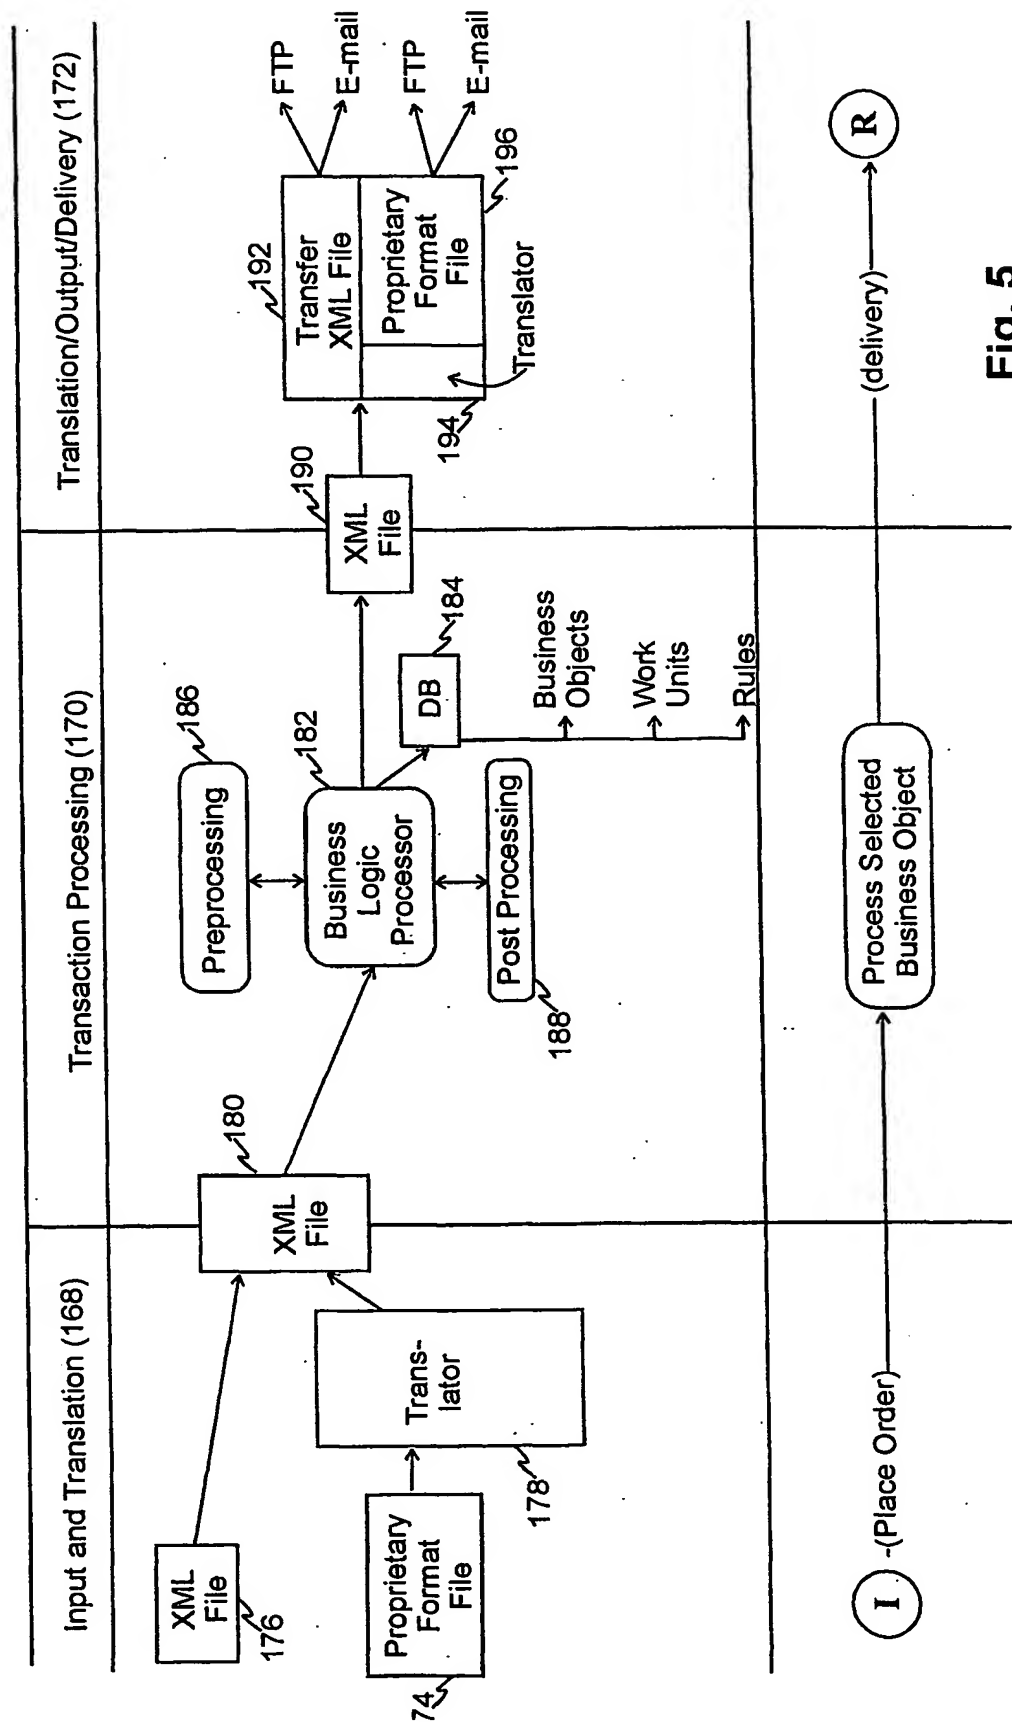 Input and Translation (168)
Transaction Processing (170)
Translation/Output/Delivery (172)
XML
File
176
Proprietary
Format
File
74
Trans-
lator
178
XML
File
180
Preprocessing
186
Business
Logic
Processor
182
Post Processing
188
DB
184
Business
Objects
Work
Units
Rules
XML
File
190
Transfer
XML File
192
Proprietary
Format
File
196
194
Translator
FTP
E-mail
FTP
E-mail
I
-(Place Order)
Process Selected
Business Object
(delivery)
R
Fig. 5